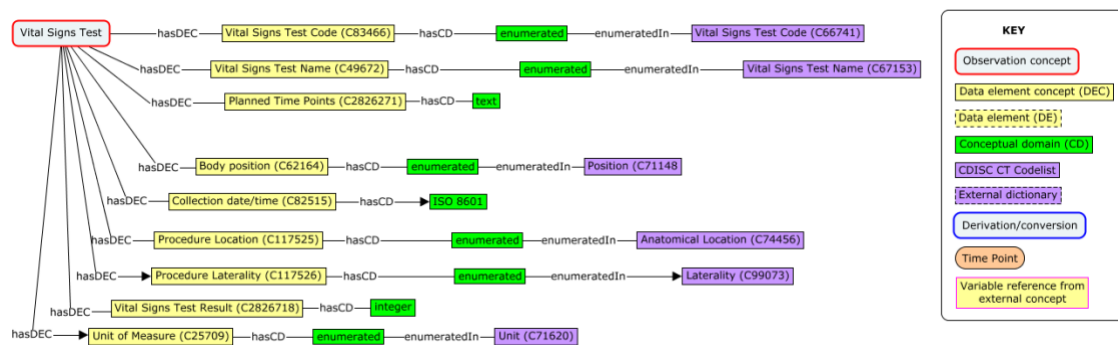 Vital Signs Test hasDEC Vital Signs Test Code (C83466) hasCD enumerated enumeratedIn Vital Signs Test Code (C66741)
hasDEC Vital Signs Test Name (C49672) hasCD enumerated enumeratedIn Vital Signs Test Name (C67153)
hasDEC Planned Time Points (C2826271) hasCD text
hasDEC Body position (C62164) hasCD enumerated enumeratedIn Position (C71148
hasDEC Collection date/time (C82515) hasCD ISO 8601
hasDEC Procedure Location (C117525) hasCD enumerated enumeratedIn Anatomical Location (C74456)
hasDEC Procedure Laterality (C117526) hasCD enumerated enumeratedIn Laterality (C99073)
hasDEC Vital Signs Test Result (C2826718) hasCD integer
hasDEC Unit of Measure (C25709) hasCD enumerated enumeratedIn Unit (C71620)
KEY
Observation concept
Data element concept (DEC)
Data element (DE)
Conceptual domain (CD)
CDISC CT Codelist
External dictionary
Derivation/conversion
Time Point
Variable reference from
external concept